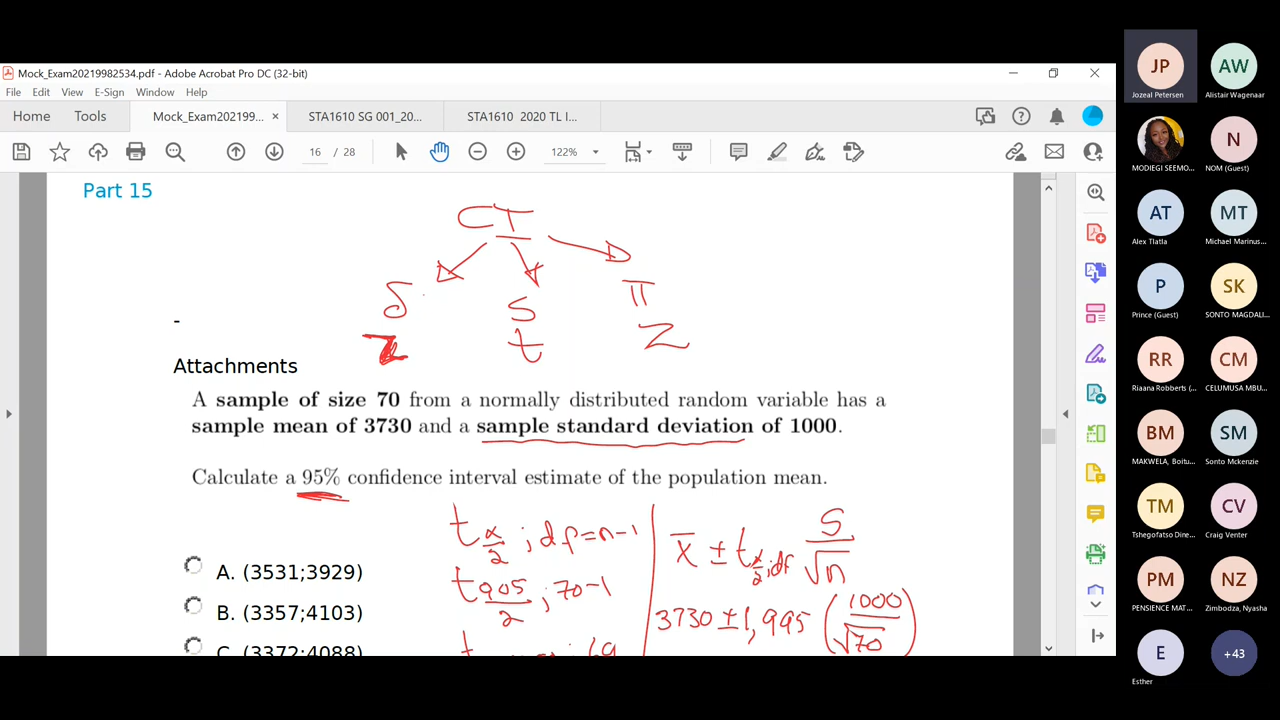 Mock_Exam20219982534.pdf - Adobe Acrobat Pro DC (32-bit)
File Edit View E-Sign Window Help
Home Tools Mock_Exam202199... × STA1610 SG 001_20... STA1610 2020 TL I...
16 / 28 122%
Part 15
CT
δ S π
Z t Z
-
Attachments
A sample of size 70 from a normally distributed random variable has a
sample mean of 3730 and a sample standard deviation of 1000.
Calculate a 95% confidence interval estimate of the population mean.
t α/2 ; df=n-1
t 0,05/2 ; 70-1
x̄ ± t α/2;df S/√n
3730 ± 1,995 (1000/√70)
A. (3531;3929)
B. (3357;4103)
C. (3372;4088)
JP
Jozeal Petersen
AW
Alistair Wagenaar
MODIEGI SEEMO...
N
NOM (Guest)
AT
Alex Tlatla
MT
Michael Marinus...
P
Prince (Guest)
SK
SONTO MAGDALI...
RR
Riaana Robberts (...
CM
CELUMUSA MBU...
BM
MAKWELA, Boitu...
SM
Sonto Mckenzie
TM
Tshegofatso Dine...
CV
Craig Venter
PM
PENSIENCE MAT...
NZ
Zimbodza, Nyasha
E
Esther
+43